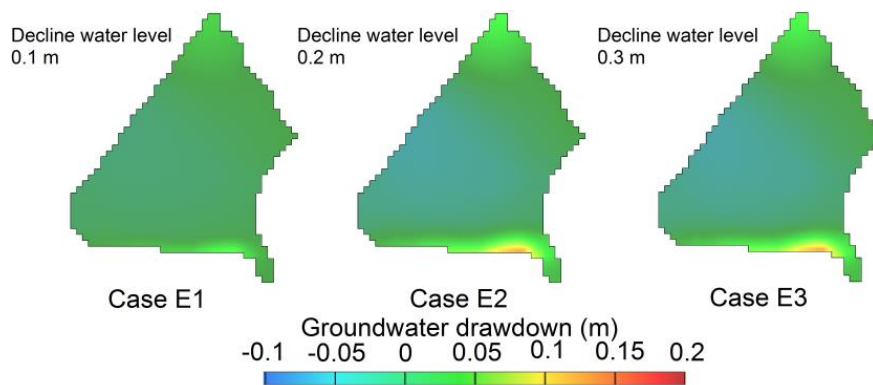 Decline water level
0.1 m
Decline water level
0.2 m
Decline water level
0.3 m
Case E1
Case E2
Case E3
Groundwater drawdown (m)
-0.1 -0.05 0 0.05 0.1 0.15 0.2